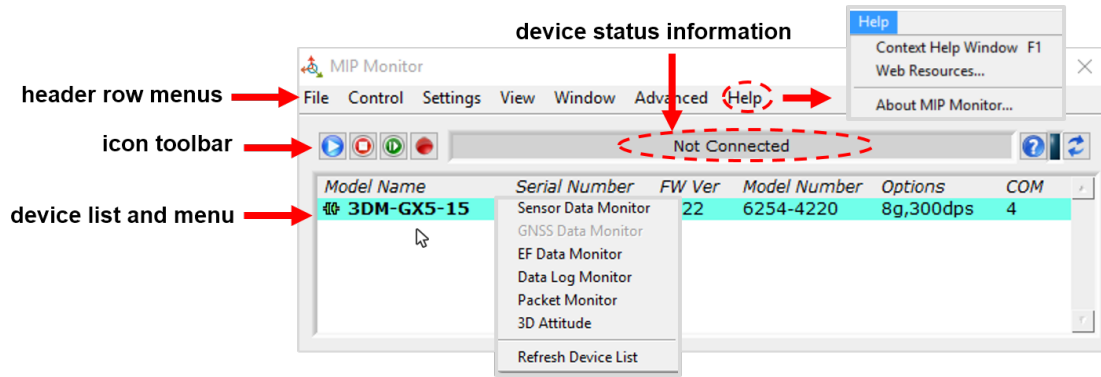 device status information
Help
Context Help Window F1
Web Resources...
About MIP Monitor...
MIP Monitor
header row menus
File Control Settings View Window Advanced Help
icon toolbar
Not Connected
Model Name Serial Number FW Ver Model Number Options COM
device list and menu
3DM-GX5-15 22 6254-4220 8g,300dps 4
Sensor Data Monitor
GNSS Data Monitor
EF Data Monitor
Data Log Monitor
Packet Monitor
3D Attitude
Refresh Device List